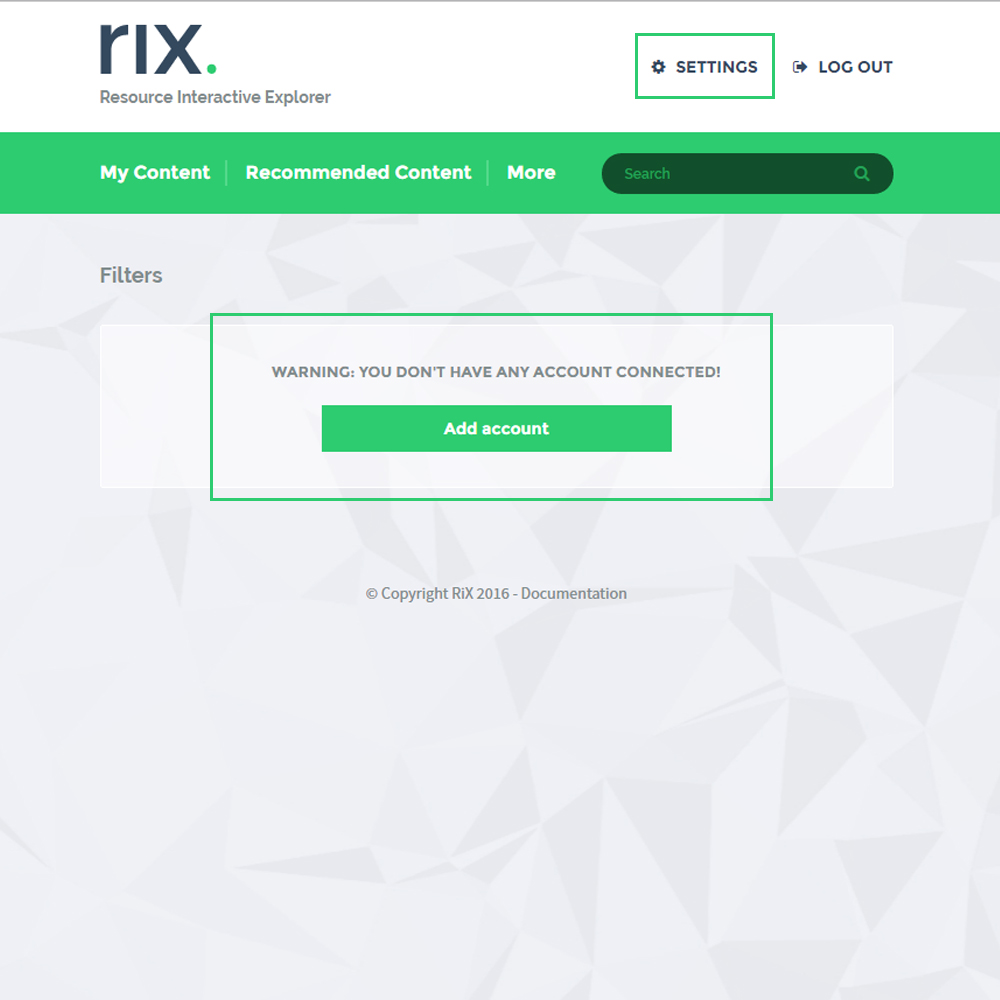 rix.
Resource Interactive Explorer
SETTINGS
LOG OUT
My Content
Recommended Content
More
Search
Filters
WARNING: YOU DON'T HAVE ANY ACCOUNT CONNECTED!
Add account
© Copyright RiX 2016 - Documentation